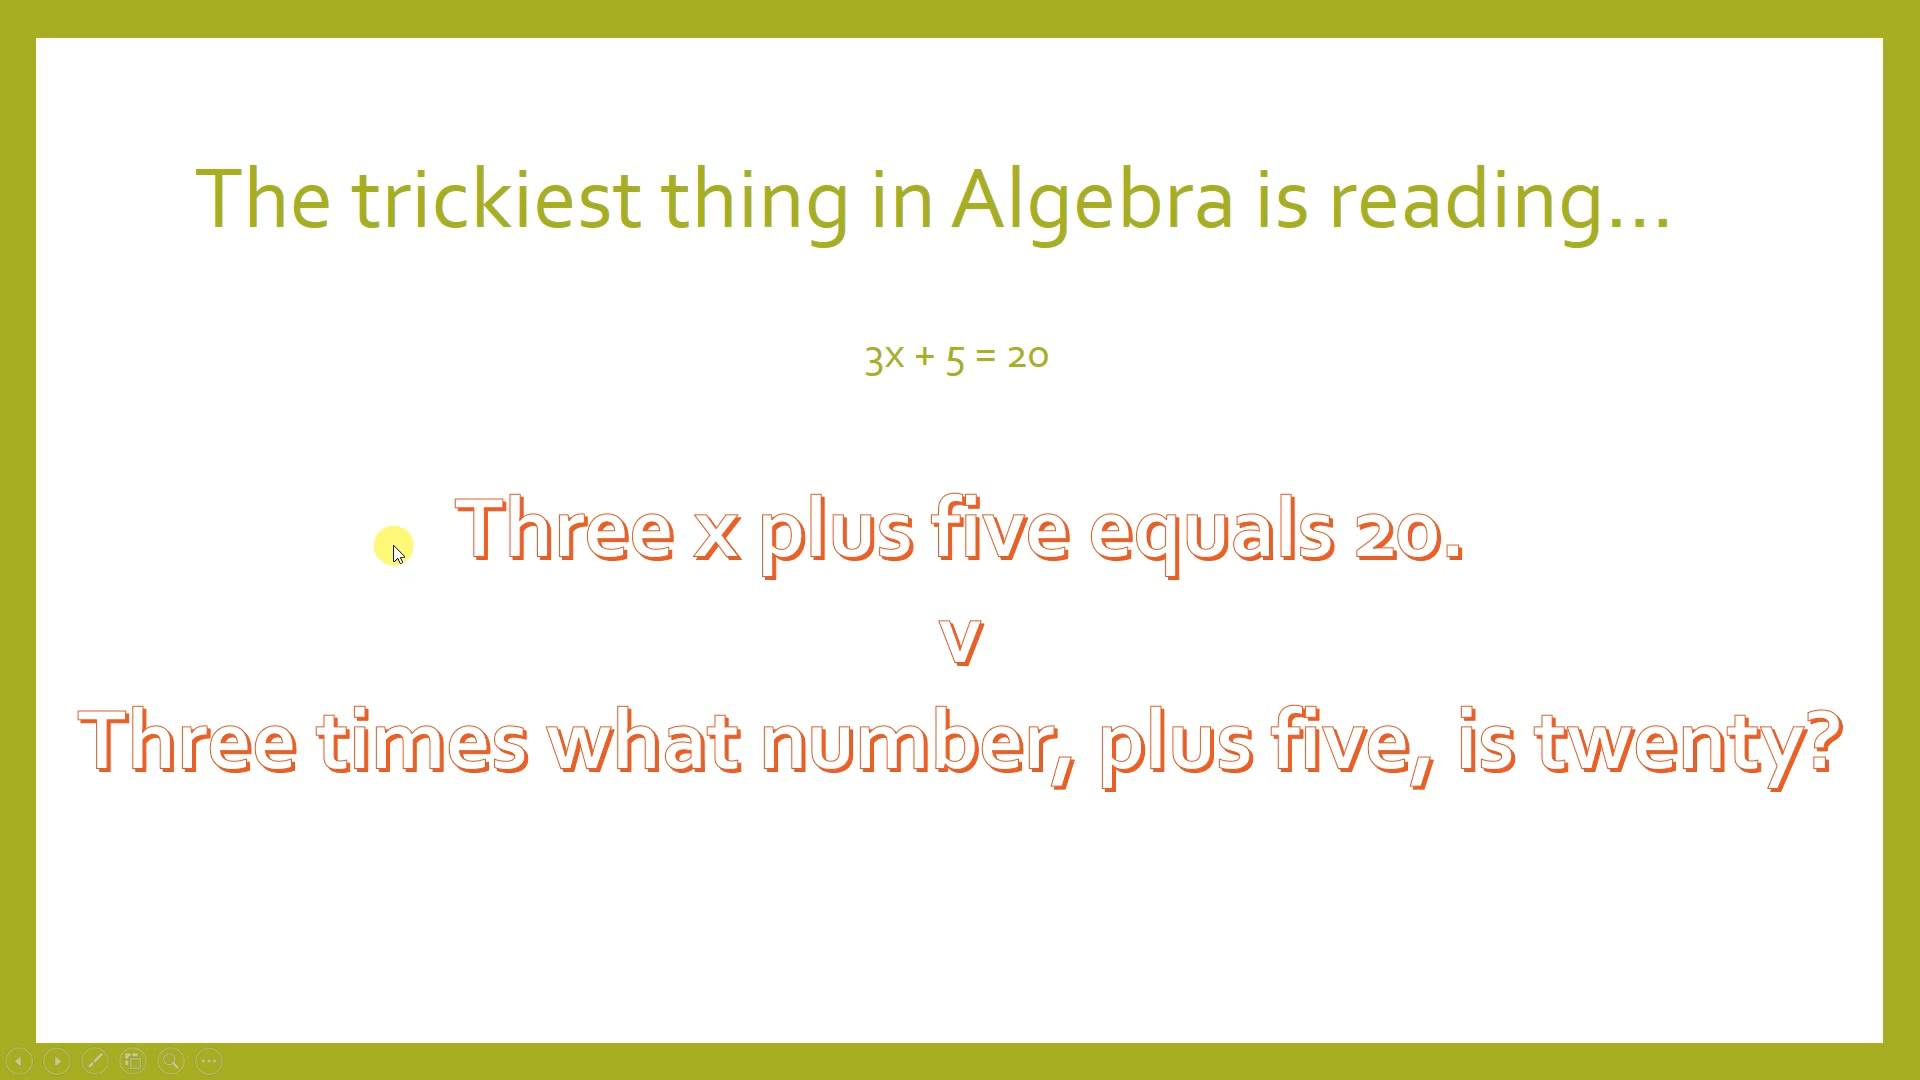 The trickiest thing in Algebra is reading...
3x + 5 = 20
Three x plus five equals 20.
v
Three times what number, plus five, is twenty?